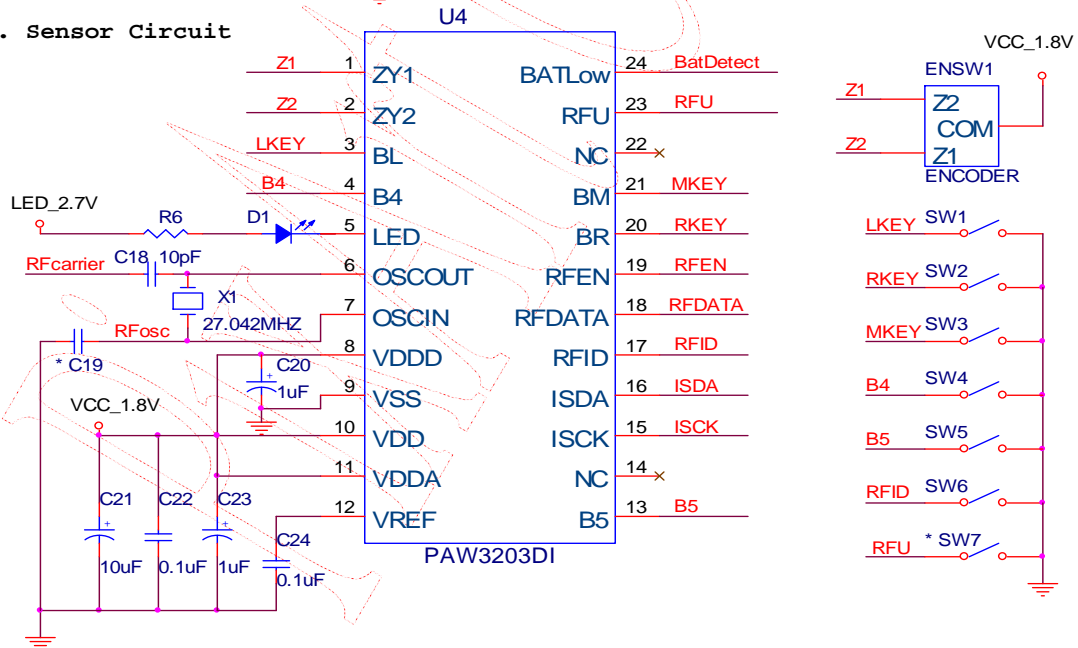 . Sensor Circuit
U4
Z1 1 ZY1
Z2 2 ZY2
LKEY 3 BL
B4 4 B4
LED_2.7V
R6
D1
5 LED
RFcarrier
C18 10pF
6 OSCOUT
X1
27.042MHZ
7 OSCIN
RFosc
* C19
8 VDDD
C20
+
1uF
9 VSS
VCC_1.8V
10 VDD
11 VDDA
12 VREF
C21
+
10uF
C22
0.1uF
C23
+
1uF
C24
0.1uF
BATLow 24 BatDetect
RFU 23 RFU
NC 22
BM 21 MKEY
BR 20 RKEY
RFEN 19 RFEN
RFDATA 18 RFDATA
RFID 17 RFID
ISDA 16 ISDA
ISCK 15 ISCK
NC 14
B5 13 B5
PAW3203DI
VCC_1.8V
ENSW1
Z1 Z2
COM
Z2 Z1
ENCODER
LKEY SW1
RKEY SW2
MKEY SW3
B4 SW4
B5 SW5
RFID SW6
RFU * SW7